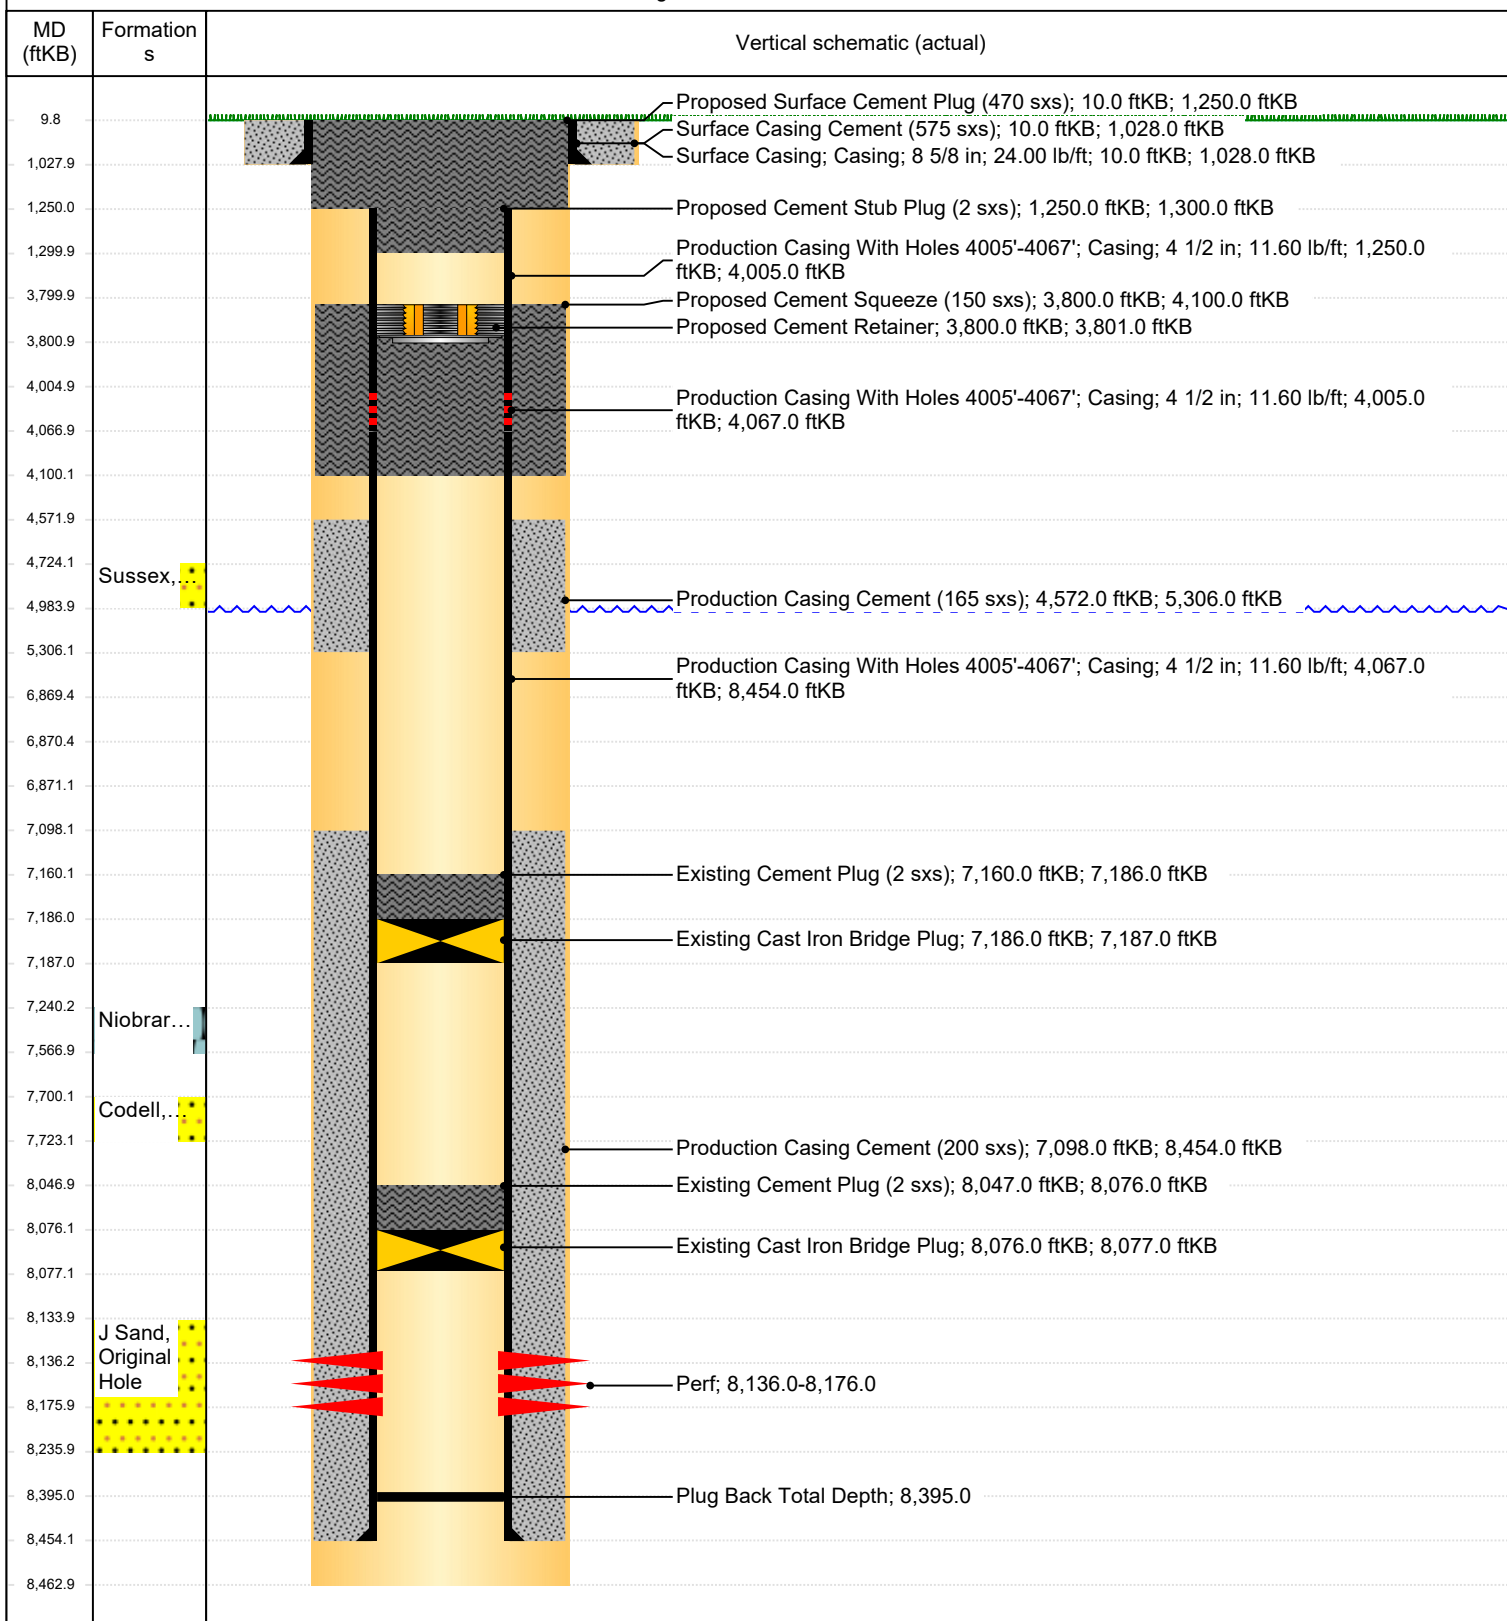 MD
(ftKB)
Formation
s
Vertical schematic (actual)
9.8
1,027.9
1,250.0
1,299.9
3,799.9
3,800.9
4,004.9
4,066.9
4,100.1
4,571.9
4,724.1
4,983.9
5,306.1
6,869.4
6,870.4
6,871.1
7,098.1
7,160.1
7,186.0
7,187.0
7,240.2
7,566.9
7,700.1
7,723.1
8,046.9
8,076.1
8,077.1
8,133.9
8,136.2
8,175.9
8,235.9
8,395.0
8,454.1
8,462.9
Sussex,...
Niobrar...
Codell,...
J Sand,
Original
Hole
Proposed Surface Cement Plug (470 sxs); 10.0 ftKB; 1,250.0 ftKB
Surface Casing Cement (575 sxs); 10.0 ftKB; 1,028.0 ftKB
Surface Casing; Casing; 8 5/8 in; 24.00 lb/ft; 10.0 ftKB; 1,028.0 ftKB
Proposed Cement Stub Plug (2 sxs); 1,250.0 ftKB; 1,300.0 ftKB
Production Casing With Holes 4005'-4067'; Casing; 4 1/2 in; 11.60 lb/ft; 1,250.0
ftKB; 4,005.0 ftKB
Proposed Cement Squeeze (150 sxs); 3,800.0 ftKB; 4,100.0 ftKB
Proposed Cement Retainer; 3,800.0 ftKB; 3,801.0 ftKB
Production Casing With Holes 4005'-4067'; Casing; 4 1/2 in; 11.60 lb/ft; 4,005.0
ftKB; 4,067.0 ftKB
Production Casing Cement (165 sxs); 4,572.0 ftKB; 5,306.0 ftKB
Production Casing With Holes 4005'-4067'; Casing; 4 1/2 in; 11.60 lb/ft; 4,067.0
ftKB; 8,454.0 ftKB
Existing Cement Plug (2 sxs); 7,160.0 ftKB; 7,186.0 ftKB
Existing Cast Iron Bridge Plug; 7,186.0 ftKB; 7,187.0 ftKB
Production Casing Cement (200 sxs); 7,098.0 ftKB; 8,454.0 ftKB
Existing Cement Plug (2 sxs); 8,047.0 ftKB; 8,076.0 ftKB
Existing Cast Iron Bridge Plug; 8,076.0 ftKB; 8,077.0 ftKB
Perf; 8,136.0-8,176.0
Plug Back Total Depth; 8,395.0